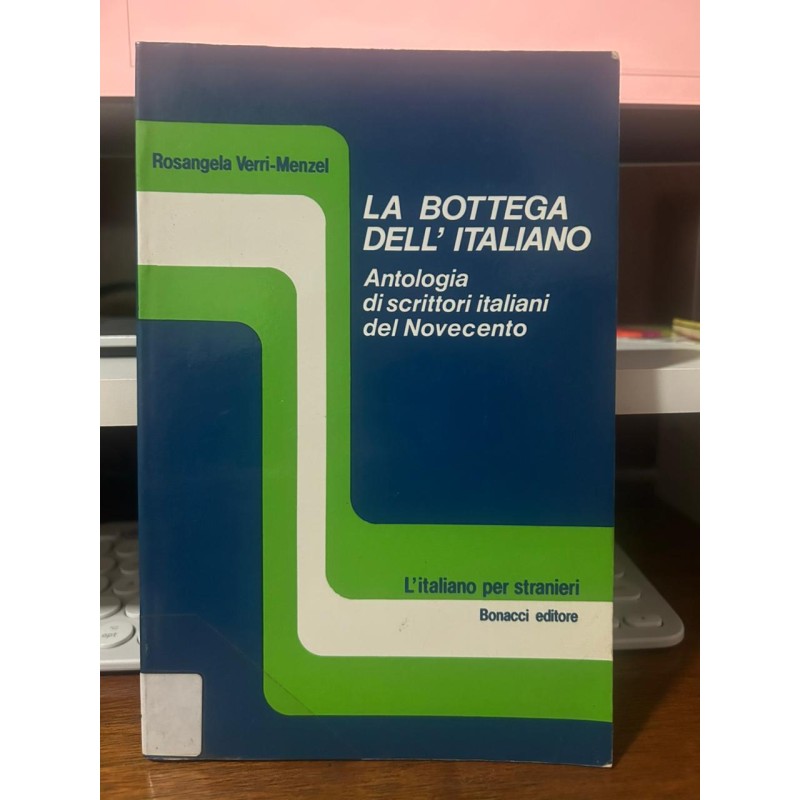 Rosangela Verri-Menzel
LA BOTTEGA
DELL' ITALIANO
Antologia
di scrittori italiani
del Novecento
L'italiano per stranieri
Bonacci editore